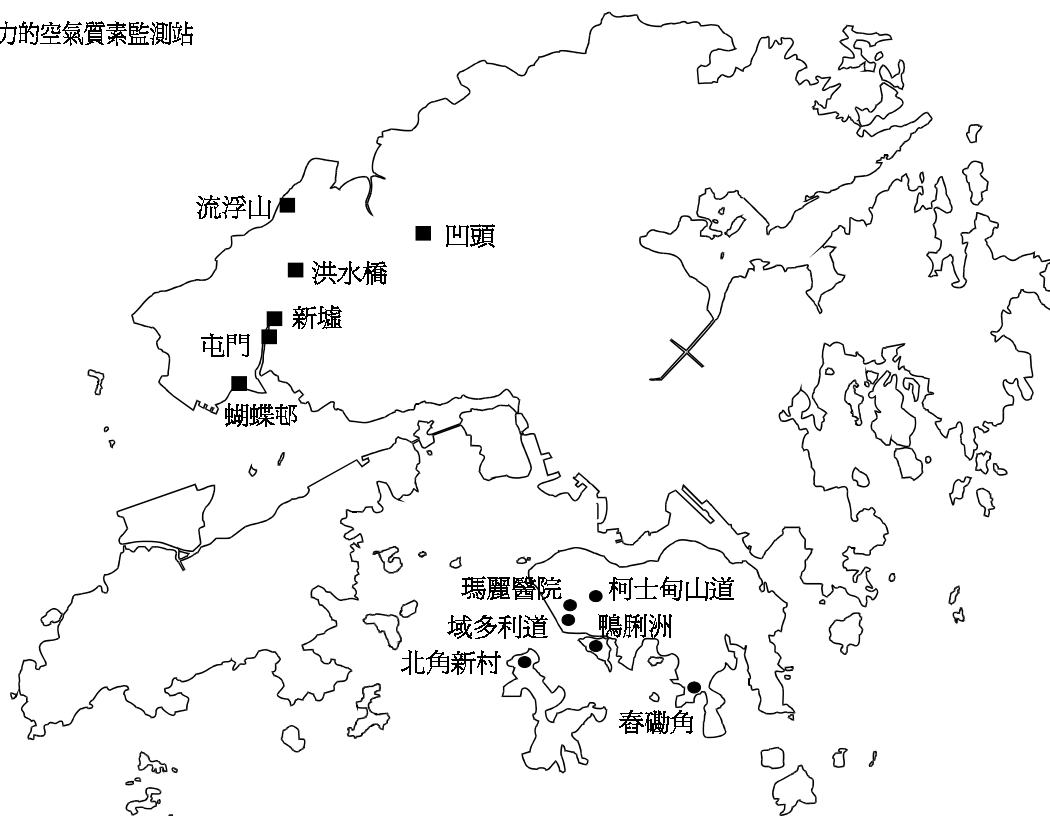 力的空氣質素監測站
流浮山
凹頭
洪水橋
新墟
屯門
蝴蝶邨
瑪麗醫院
柯士甸山道
域多利道
鴨脷洲
北角新村
舂磡角